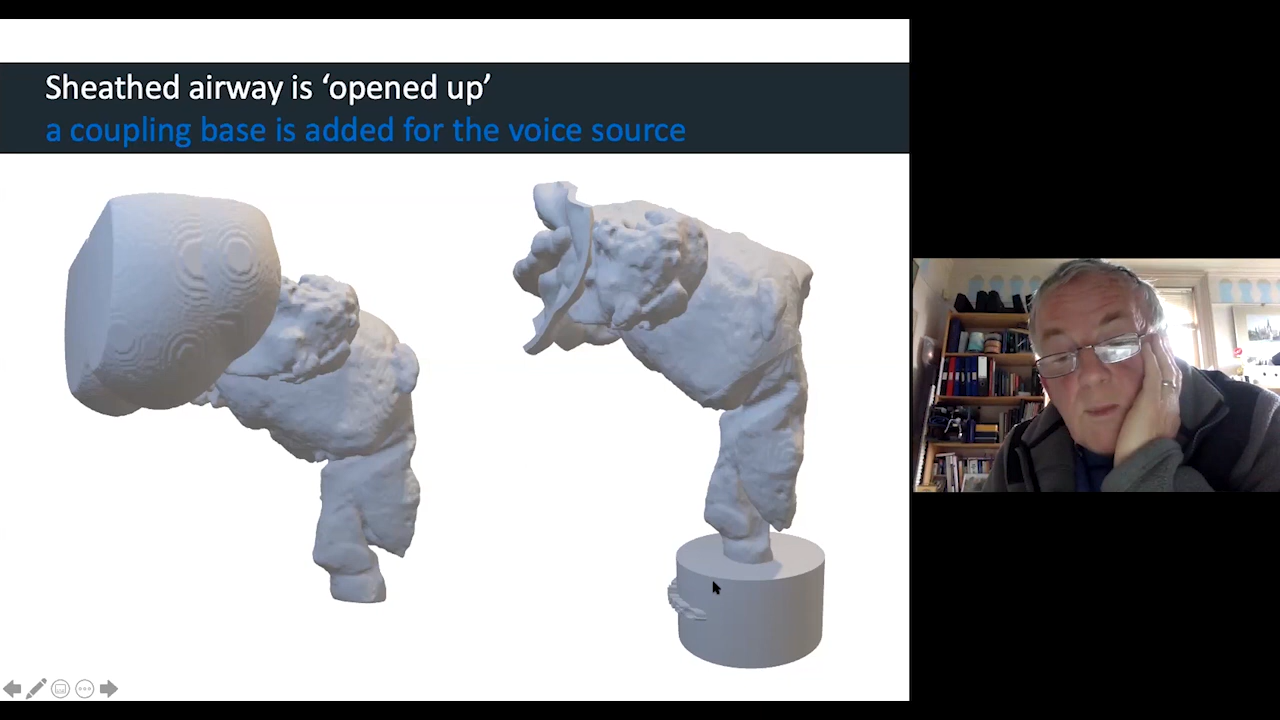 Sheathed airway is ‘opened up’
a coupling base is added for the voice source